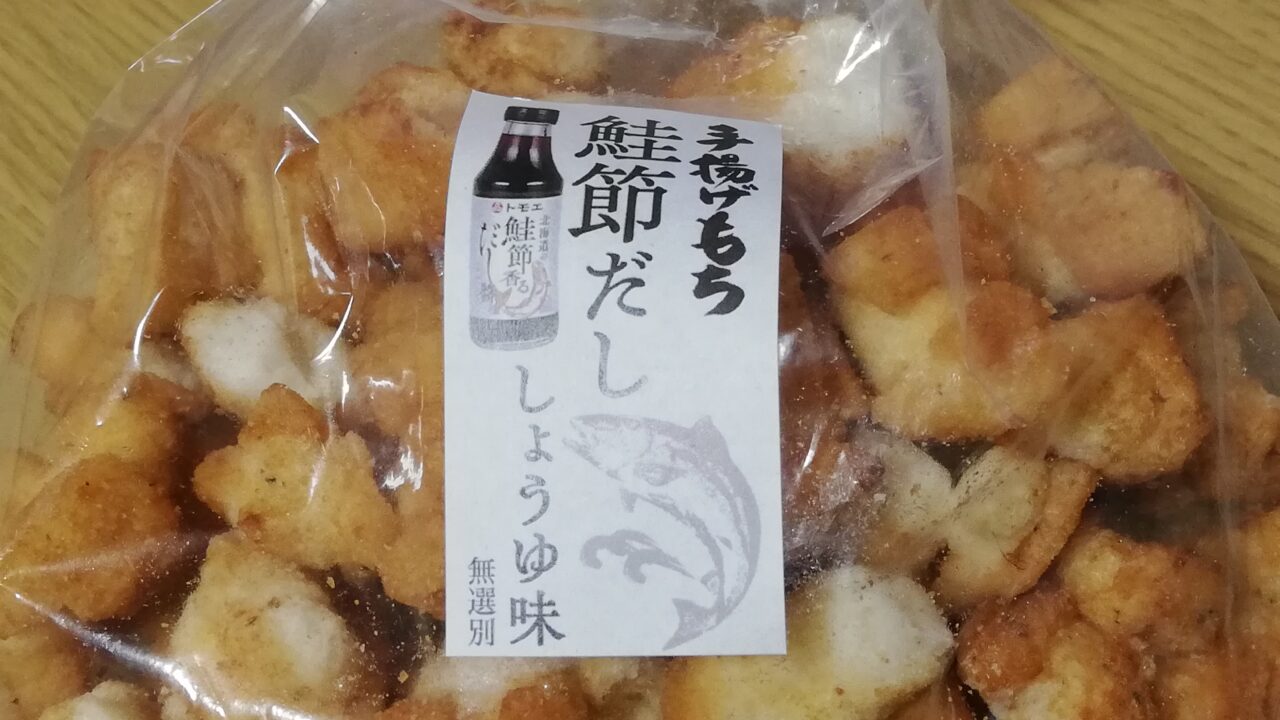 手揚げもち
鮭節だし
しょうゆ味
無選別
トモエ
北海道の
鮭節香る
だし